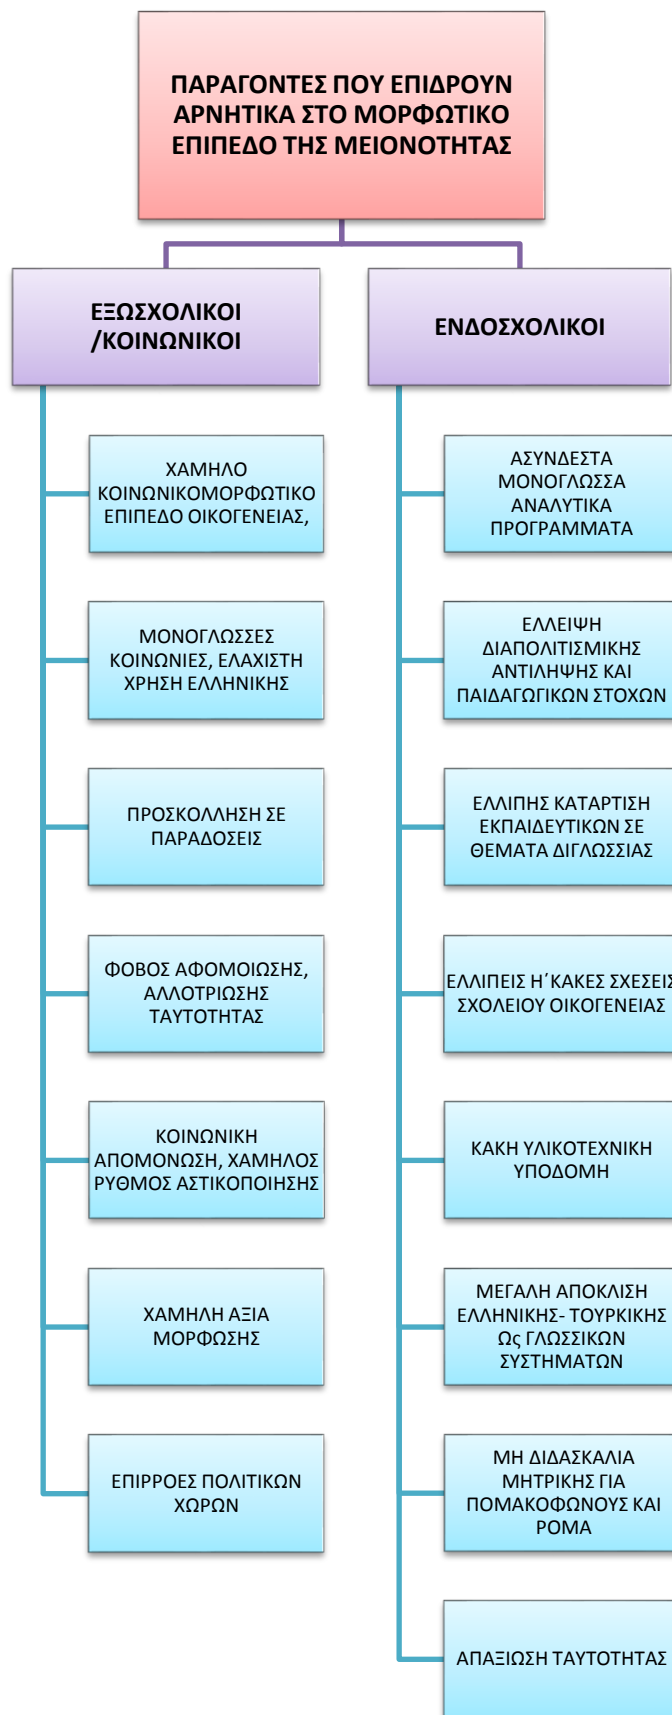 ΠΑΡΑΓΟΝΤΕΣ ΠΟΥ ΕΠΙΔΡΟΥΝ
ΑΡΝΗΤΙΚΑ ΣΤΟ ΜΟΡΦΩΤΙΚΟ
ΕΠΙΠΕΔΟ ΤΗΣ ΜΕΙΟΝΟΤΗΤΑΣ
ΕΞΩΣΧΟΛΙΚΟΙ
/ΚΟΙΝΩΝΙΚΟΙ
ΧΑΜΗΛΟ
ΚΟΙΝΩΝΙΚΟΜΟΡΦΩΤΙΚΟ
ΕΠΙΠΕΔΟ ΟΙΚΟΓΕΝΕΙΑΣ,
ΜΟΝΟΓΛΩΣΣΕΣ
ΚΟΙΝΩΝΙΕΣ, ΕΛΑΧΙΣΤΗ
ΧΡΗΣΗ ΕΛΛΗΝΙΚΗΣ
ΠΡΟΣΚΟΛΛΗΣΗ ΣΕ
ΠΑΡΑΔΟΣΕΙΣ
ΦΟΒΟΣ ΑΦΟΜΟΙΩΣΗΣ,
ΑΛΛΟΤΡΙΩΣΗΣ
ΤΑΥΤΟΤΗΤΑΣ
ΚΟΙΝΩΝΙΚΗ
ΑΠΟΜΟΝΩΣΗ, ΧΑΜΗΛΟΣ
ΡΥΘΜΟΣ ΑΣΤΙΚΟΠΟΙΗΣΗΣ
ΧΑΜΗΛΗ ΑΞΙΑ
ΜΟΡΦΩΣΗΣ
ΕΠΙΡΡΟΕΣ ΠΟΛΙΤΙΚΩΝ
ΧΩΡΩΝ
ΕΝΔΟΣΧΟΛΙΚΟΙ
ΑΣΥΝΔΕΣΤΑ
ΜΟΝΟΓΛΩΣΣΑ
ΑΝΑΛΥΤΙΚΑ
ΠΡΟΓΡΑΜΜΑΤΑ
ΕΛΛΕΙΨΗ
ΔΙΑΠΟΛΙΤΙΣΜΙΚΗΣ
ΑΝΤΙΛΗΨΗΣ ΚΑΙ
ΠΑΙΔΑΓΩΓΙΚΩΝ ΣΤΟΧΩΝ
ΕΛΛΙΠΗΣ ΚΑΤΑΡΤΙΣΗ
ΕΚΠΑΙΔΕΥΤΙΚΩΝ ΣΕ
ΘΕΜΑΤΑ ΔΙΓΛΩΣΣΙΑΣ
ΕΛΛΙΠΕΙΣ Η΄ΚΑΚΕΣ ΣΧΕΣΕΙΣ
ΣΧΟΛΕΙΟΥ ΟΙΚΟΓΕΝΕΙΑΣ
ΚΑΚΗ ΥΛΙΚΟΤΕΧΝΙΚΗ
ΥΠΟΔΟΜΗ
ΜΕΓΑΛΗ ΑΠΟΚΛΙΣΗ
ΕΛΛΗΝΙΚΗΣ- ΤΟΥΡΚΙΚΗΣ
Ως ΓΛΩΣΣΙΚΩΝ
ΣΥΣΤΗΜΑΤΩΝ
ΜΗ ΔΙΔΑΣΚΑΛΙΑ
ΜΗΤΡΙΚΗΣ ΓΙΑ
ΠΟΜΑΚΟΦΩΝΟΥΣ ΚΑΙ
ΡΟΜΑ
ΑΠΑΞΙΩΣΗ ΤΑΥΤΟΤΗΤΑΣ